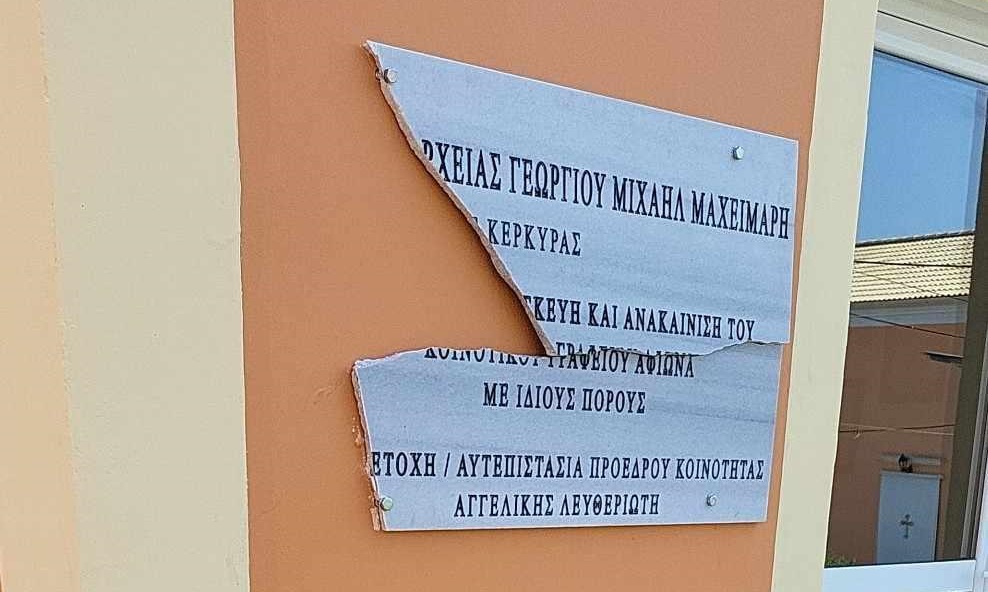 ΡΧΕΙΑΣ ΓΕΩΡΓΙΟΥ ΜΙΧΑΗΛ ΜΑΧΕΙΜΑΡΗ
ΚΕΡΚΥΡΑΣ
ΣΚΕΥΗ ΚΑΙ ΑΝΑΚΑΙΝΙΣΗ ΤΟΥ
ΚΟΙΝΟΤΙΚΟΥ ΓΡΑΦΕΙΟΥ ΑΦΙΩΝΑ
ΜΕ ΙΔΙΟΥΣ ΠΟΡΟΥΣ
ΕΤΟΧΗ / ΑΥΤΕΠΙΣΤΑΣΙΑ ΠΡΟΕΔΡΟΥ ΚΟΙΝΟΤΗΤΑΣ
ΑΓΓΕΛΙΚΗΣ ΛΕΥΘΕΡΙΩΤΗ